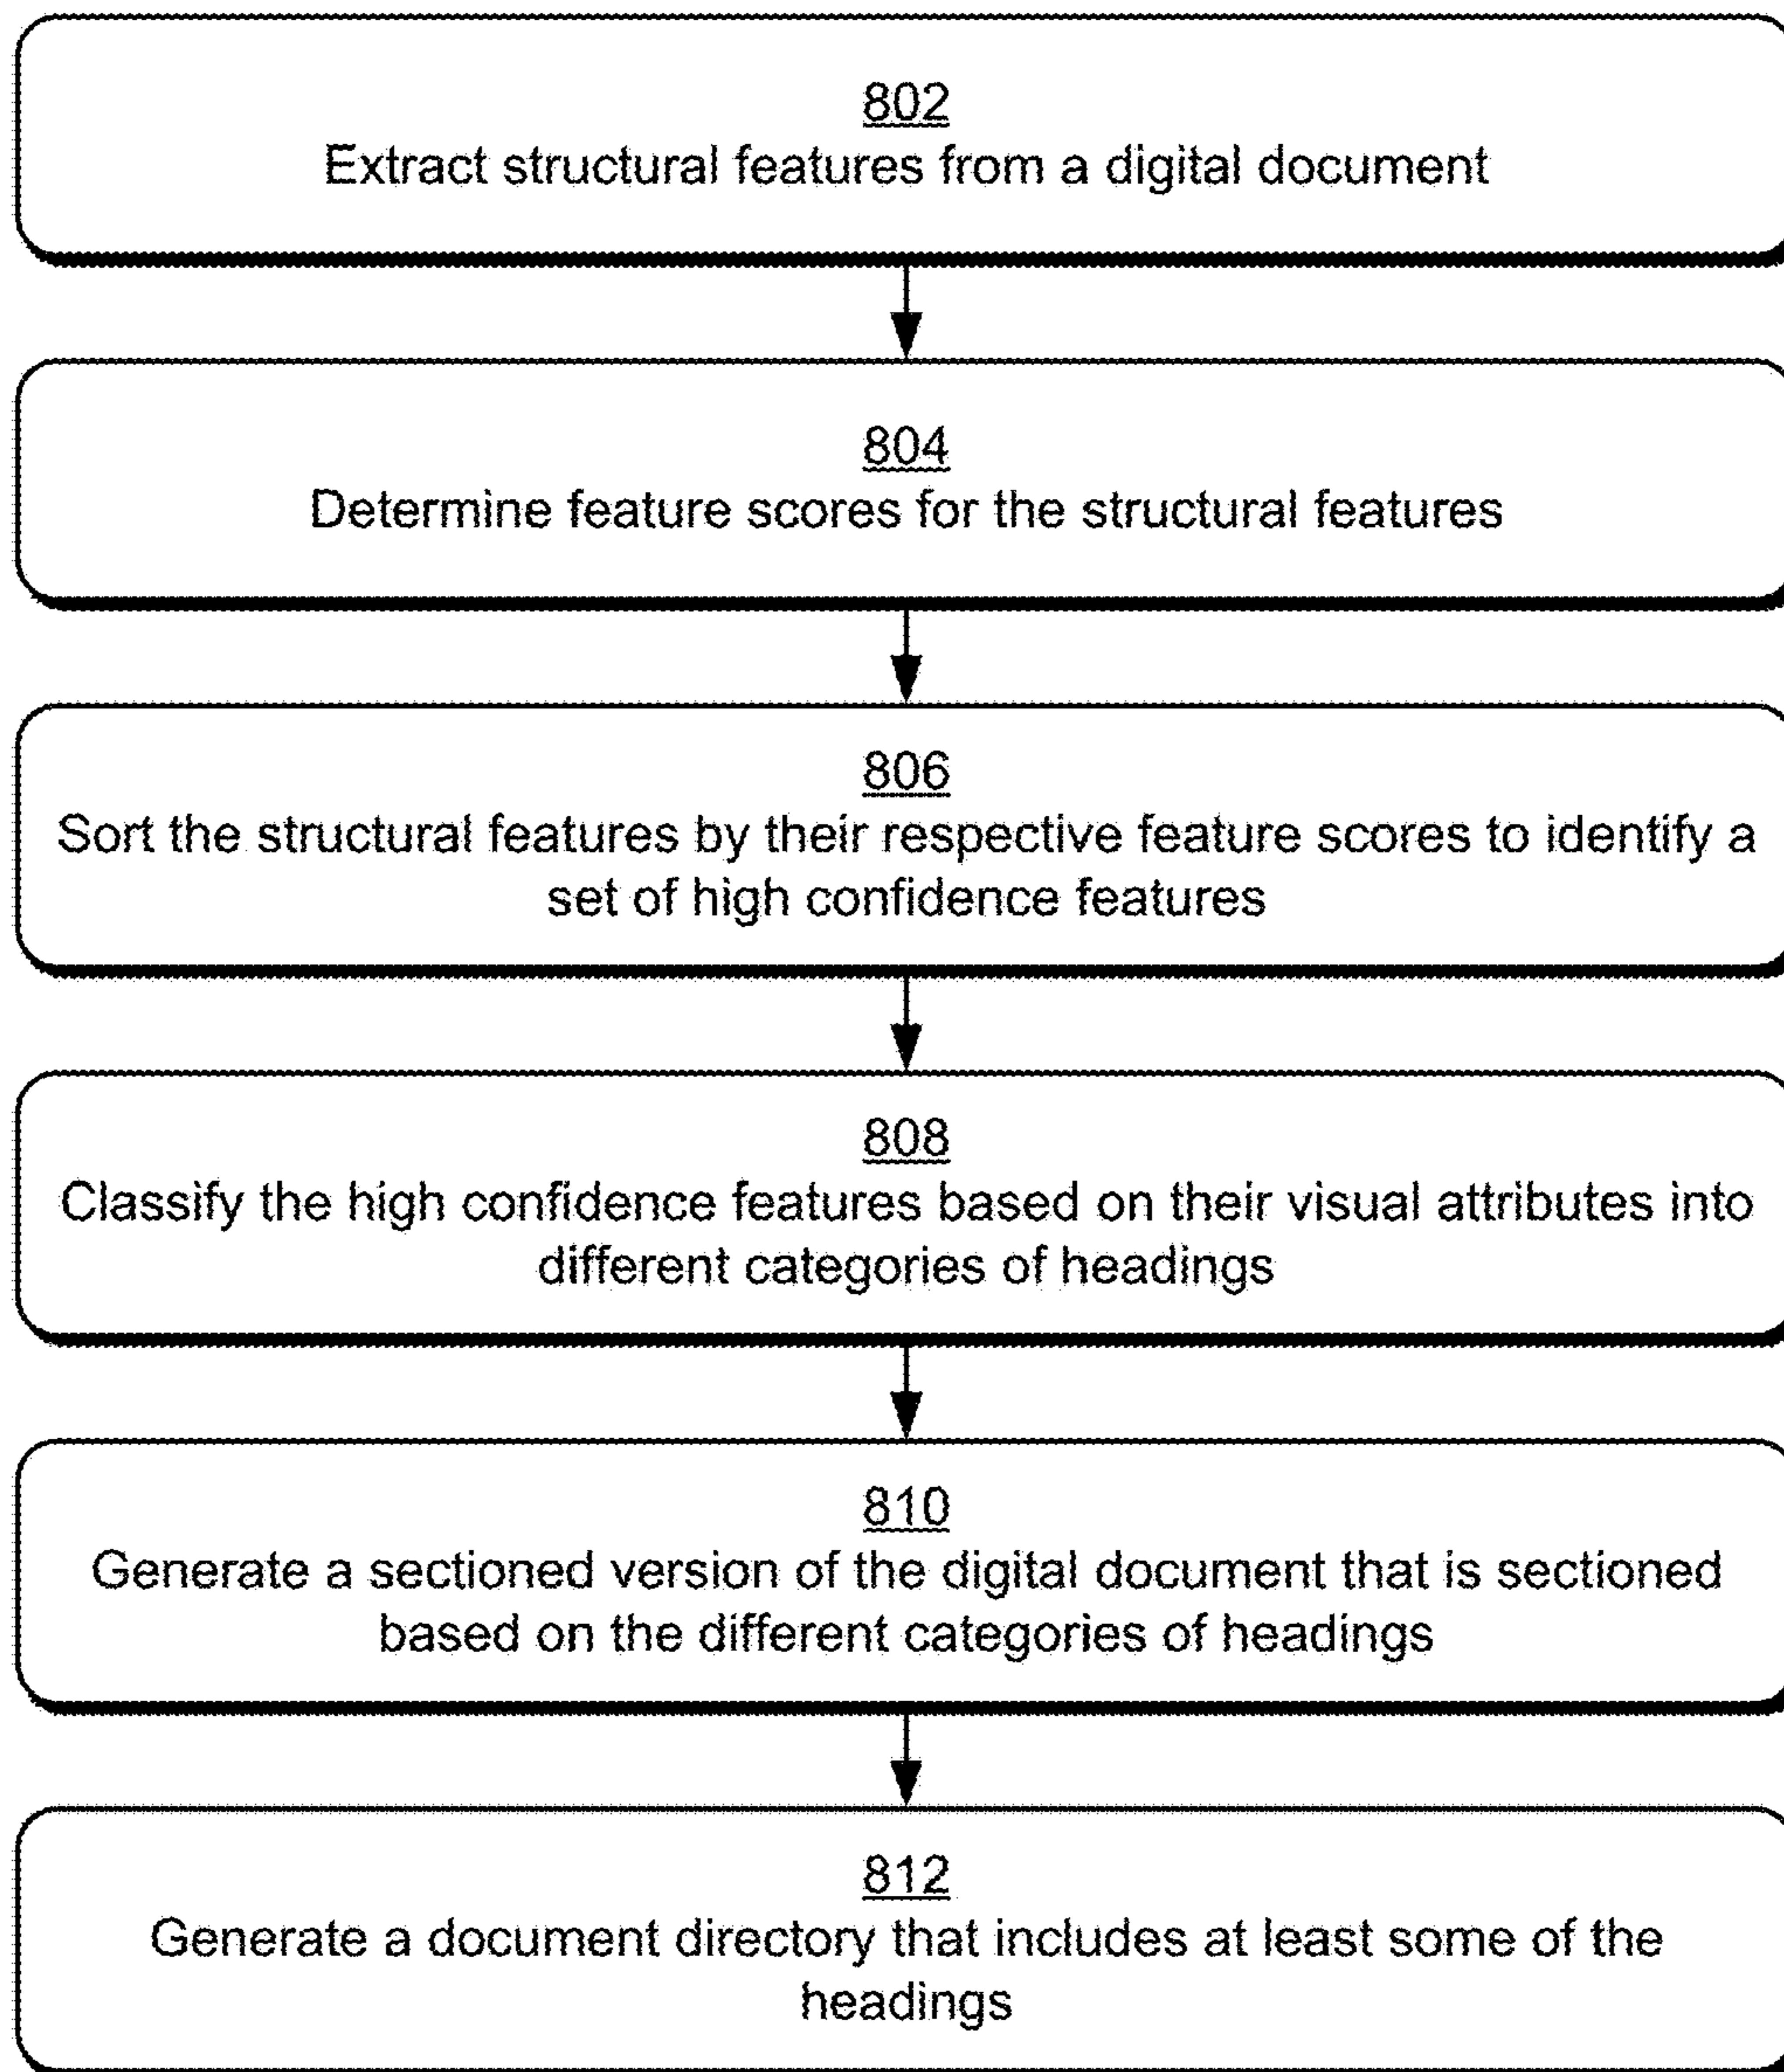 802
Extract structural features from a digital document
804
Determine feature scores for the structural features
806
Sort the structural features by their respective feature scores to identify a
set of high confidence features
808
Classify the high confidence features based on their visual attributes into
different categories of headings
810
Generate a sectioned version of the digital document that is sectioned
based on the different categories of headings
812
Generate a document directory that includes at least some of the
headings